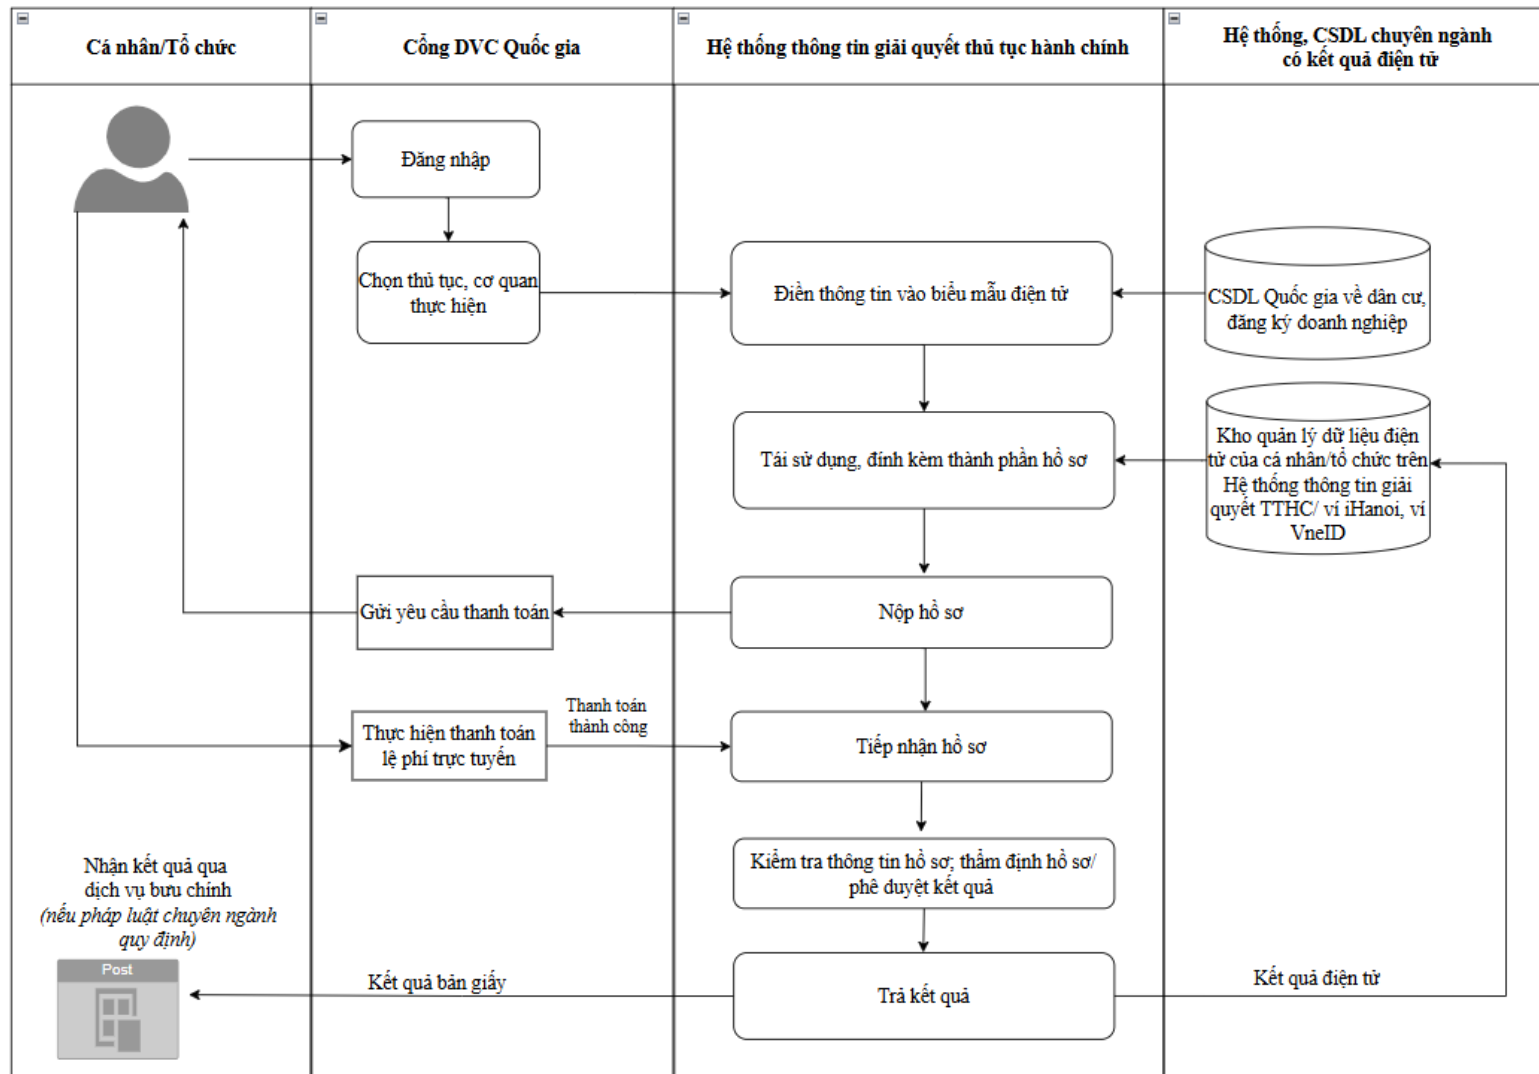 Cá nhân/Tổ chức
Cổng DVC Quốc gia
Hệ thống thông tin giải quyết thủ tục hành chính
Hệ thống, CSDL chuyên ngành
có kết quả điện tử
Đăng nhập
Chọn thủ tục, cơ quan
thực hiện
Điền thông tin vào biểu mẫu điện tử
CSDL Quốc gia về dân cư,
đăng ký doanh nghiệp
Tái sử dụng, đính kèm thành phần hồ sơ
Kho quản lý dữ liệu điện
tử của cá nhân/tổ chức trên
Hệ thống thông tin giải
quyết TTHC/ ví iHanoi, ví
VneID
Gửi yêu cầu thanh toán
Nộp hồ sơ
Thực hiện thanh toán
lệ phí trực tuyến
Thanh toán
thành công
Tiếp nhận hồ sơ
Kiểm tra thông tin hồ sơ; thẩm định hồ sơ/
phê duyệt kết quả
Nhận kết quả qua
dịch vụ bưu chính
(nếu pháp luật chuyên ngành
quy định)
Post
Kết quả bản giấy
Trả kết quả
Kết quả điện tử